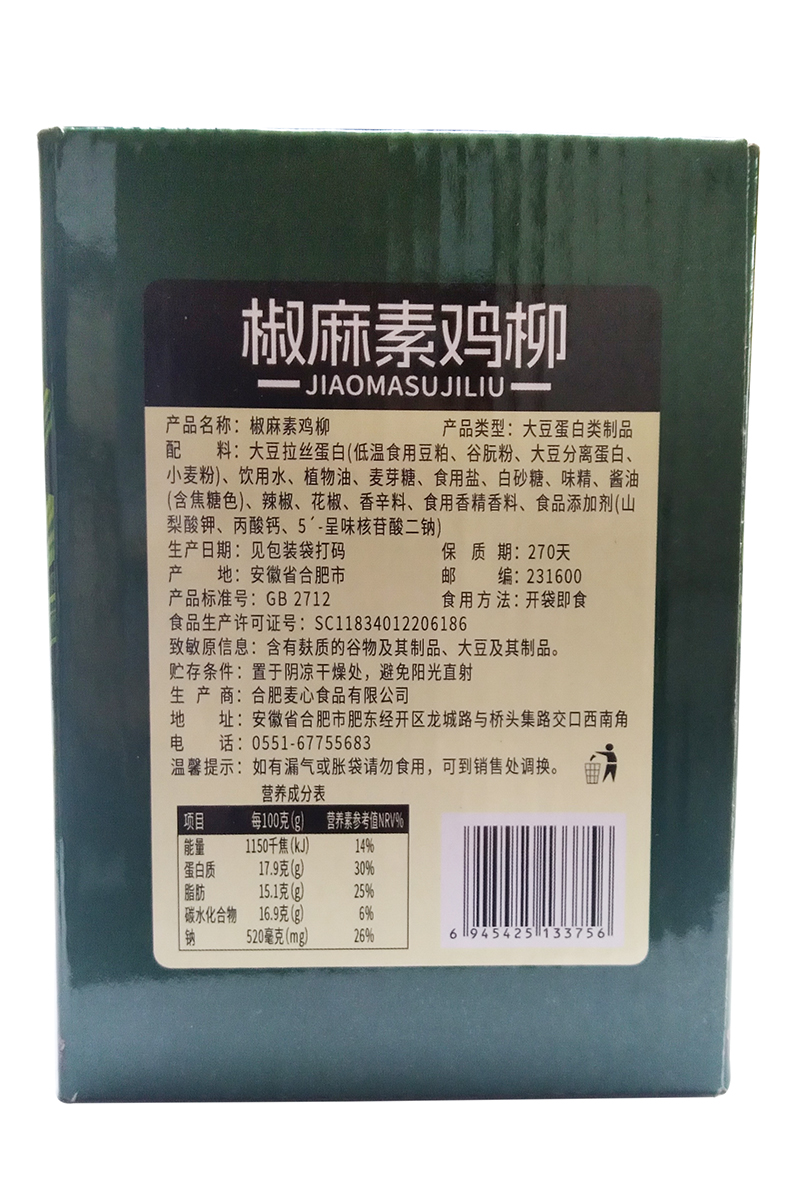 椒麻素鸡柳
JIAOMASUJILIU
产品名称：椒麻素鸡柳 产品类型：大豆蛋白类制品
配 料：大豆拉丝蛋白(低温食用豆粕、谷朊粉、大豆分离蛋白、
小麦粉)、饮用水、植物油、麦芽糖、食用盐、白砂糖、味精、酱油
(含焦糖色)、辣椒、花椒、香辛料、食用香精香料、食品添加剂(山
梨酸钾、丙酸钙、5´-呈味核苷酸二钠)
生产日期：见包装袋打码 保 质 期：270天
产 地：安徽省合肥市 邮 编：231600
产品标准号：GB 2712 食用方法：开袋即食
食品生产许可证号：SC11834012206186
致敏原信息：含有麸质的谷物及其制品、大豆及其制品。
贮存条件：置于阴凉干燥处，避免阳光直射
生 产 商：合肥麦心食品有限公司
地 址：安徽省合肥市肥东经开区龙城路与桥头集路交口西南角
电 话：0551-67755683
温馨提示：如有漏气或胀袋请勿食用，可到销售处调换。
营养成分表
项目 每100克(g) 营养素参考值NRV%
能量 1150千焦(kJ) 14%
蛋白质 17.9克(g) 30%
脂肪 15.1克(g) 25%
碳水化合物 16.9克(g) 6%
钠 520毫克(mg) 26%
6 945425 133756